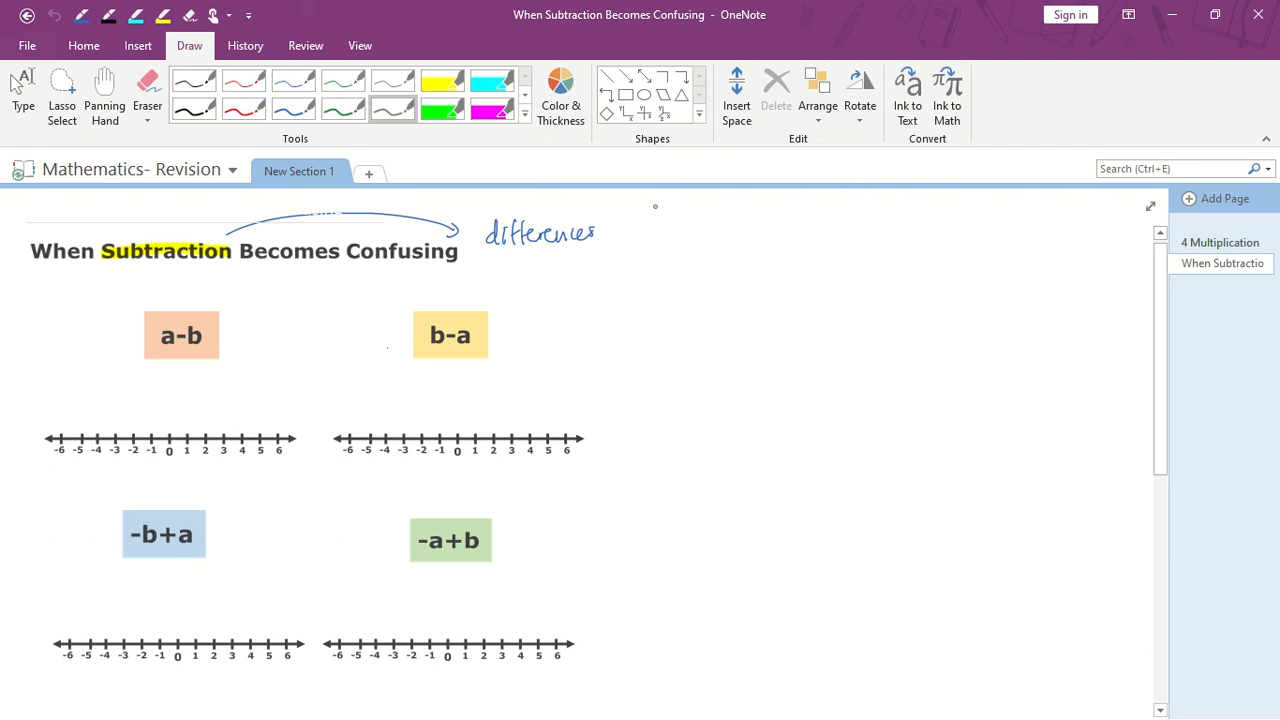 When Subtraction Becomes Confusing - OneNote
Sign in
File Home Insert Draw History Review View
Type
Lasso Select
Panning Hand
Eraser
Color & Thickness
Insert Space
Delete
Arrange
Rotate
Ink to Text
Ink to Math
Tools
Shapes
Edit
Convert
Mathematics- Revision
New Section 1
Search (Ctrl+E)
Add Page
4 Multiplication
When Subtractio
differences
When Subtraction Becomes Confusing
a-b
b-a
-6 -5 -4 -3 -2 -1 0 1 2 3 4 5 6
-6 -5 -4 -3 -2 -1 0 1 2 3 4 5 6
-b+a
-a+b
-6 -5 -4 -3 -2 -1 0 1 2 3 4 5 6
-6 -5 -4 -3 -2 -1 0 1 2 3 4 5 6